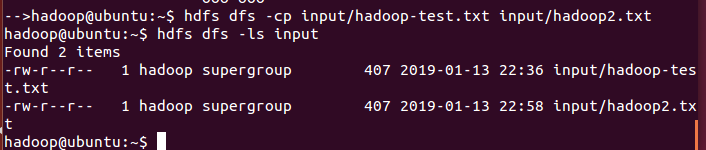 -->hadoop@ubuntu:~$ hdfs dfs -cp input/hadoop-test.txt input/hadoop2.txt
hadoop@ubuntu:~$ hdfs dfs -ls input
Found 2 items
-rw-r--r--   1 hadoop supergroup        407 2019-01-13 22:36 input/hadoop-tes
t.txt
-rw-r--r--   1 hadoop supergroup        407 2019-01-13 22:58 input/hadoop2.tx
t
hadoop@ubuntu:~$